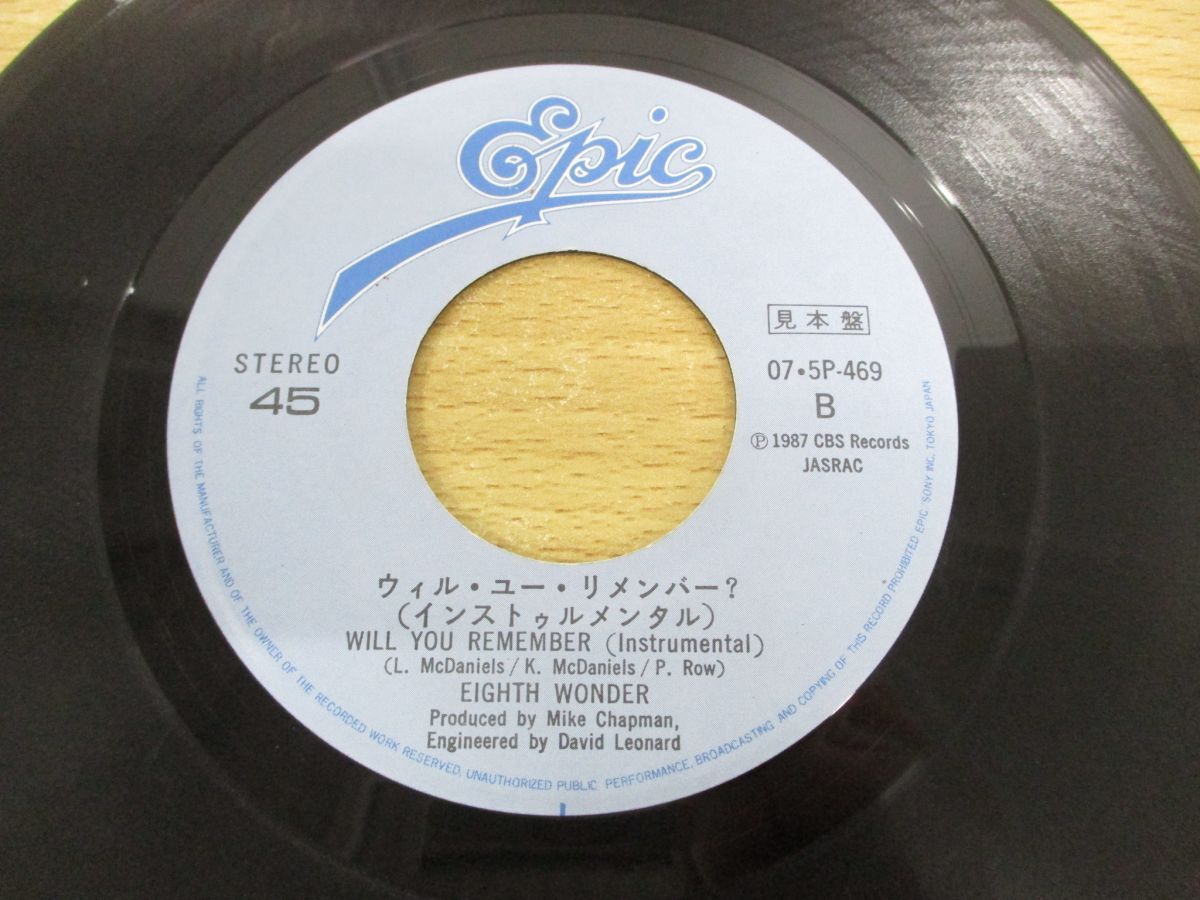 Epic
STEREO
45
見本盤
07•5P-469
B
Ⓟ 1987 CBS Records
JASRAC
ウィル・ユー・リメンバー?
(インストゥルメンタル)
WILL YOU REMEMBER (Instrumental)
(L. McDaniels / K. McDaniels / P. Row)
EIGHTH WONDER
Produced by Mike Chapman,
Engineered by David Leonard
ALL RIGHTS OF THE MANUFACTURER AND OF THE OWNER OF THE RECORDED WORK RESERVED, UNAUTHORIZED PUBLIC PERFORMANCE, BROADCASTING AND COPYING OF THIS RECORD PROHIBITED EPIC/SONY INC. TOKYO JAPAN